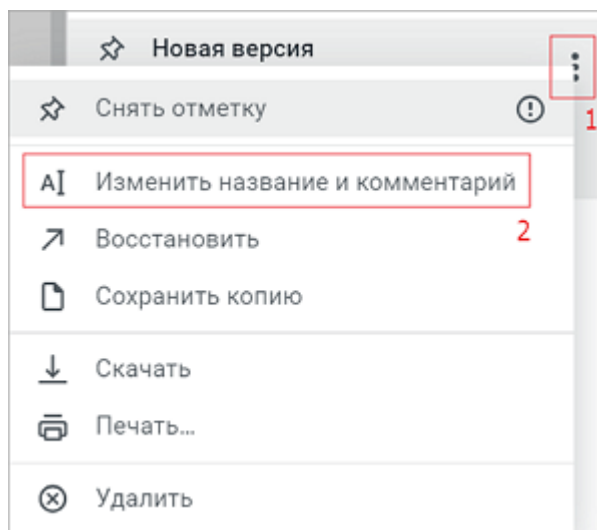 Новая версия
1
Снять отметку
Изменить название и комментарий
2
Восстановить
Сохранить копию
Скачать
Печать...
Удалить